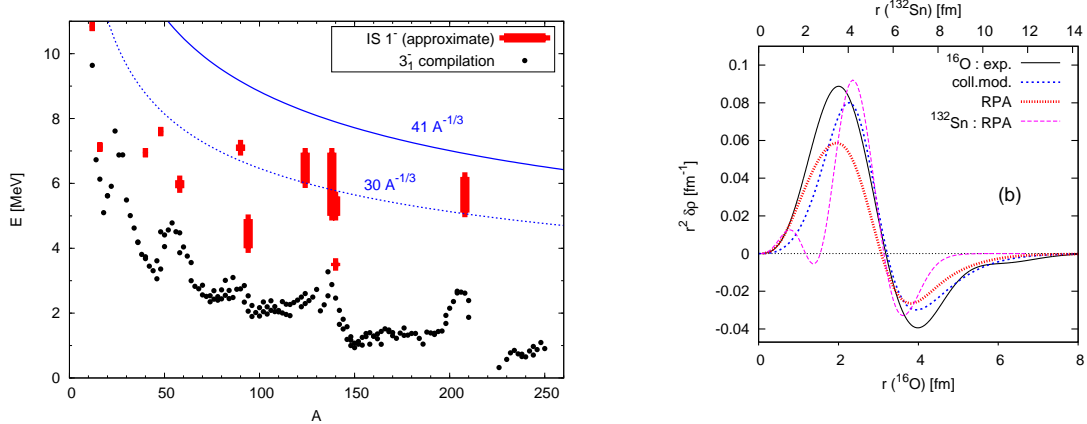 E [MeV]
0
2
4
6
8
10
0
50
100
150
200
250
A
IS 1⁻ (approximate)
3₁⁻ compilation
41 A⁻¹/³
30 A⁻¹/³
r (¹³²Sn) [fm]
0 2 4 6 8 10 12 14
r² δρ [fm⁻¹]
0.1
0.08
0.06
0.04
0.02
0
-0.02
-0.04
¹⁶O : exp.
coll.mod.
RPA
¹³²Sn : RPA
(b)
0 2 4 6 8
r (¹⁶O) [fm]